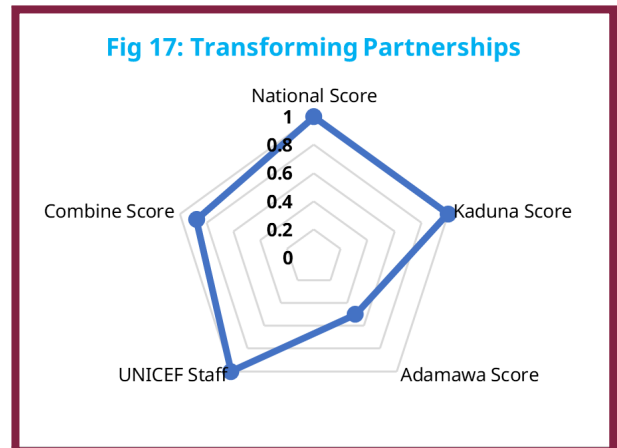 Fig 17: Transforming Partnerships
National Score
1
0.8
0.6
0.4
0.2
0
Combine Score
Kaduna Score
UNICEF Staff
Adamawa Score